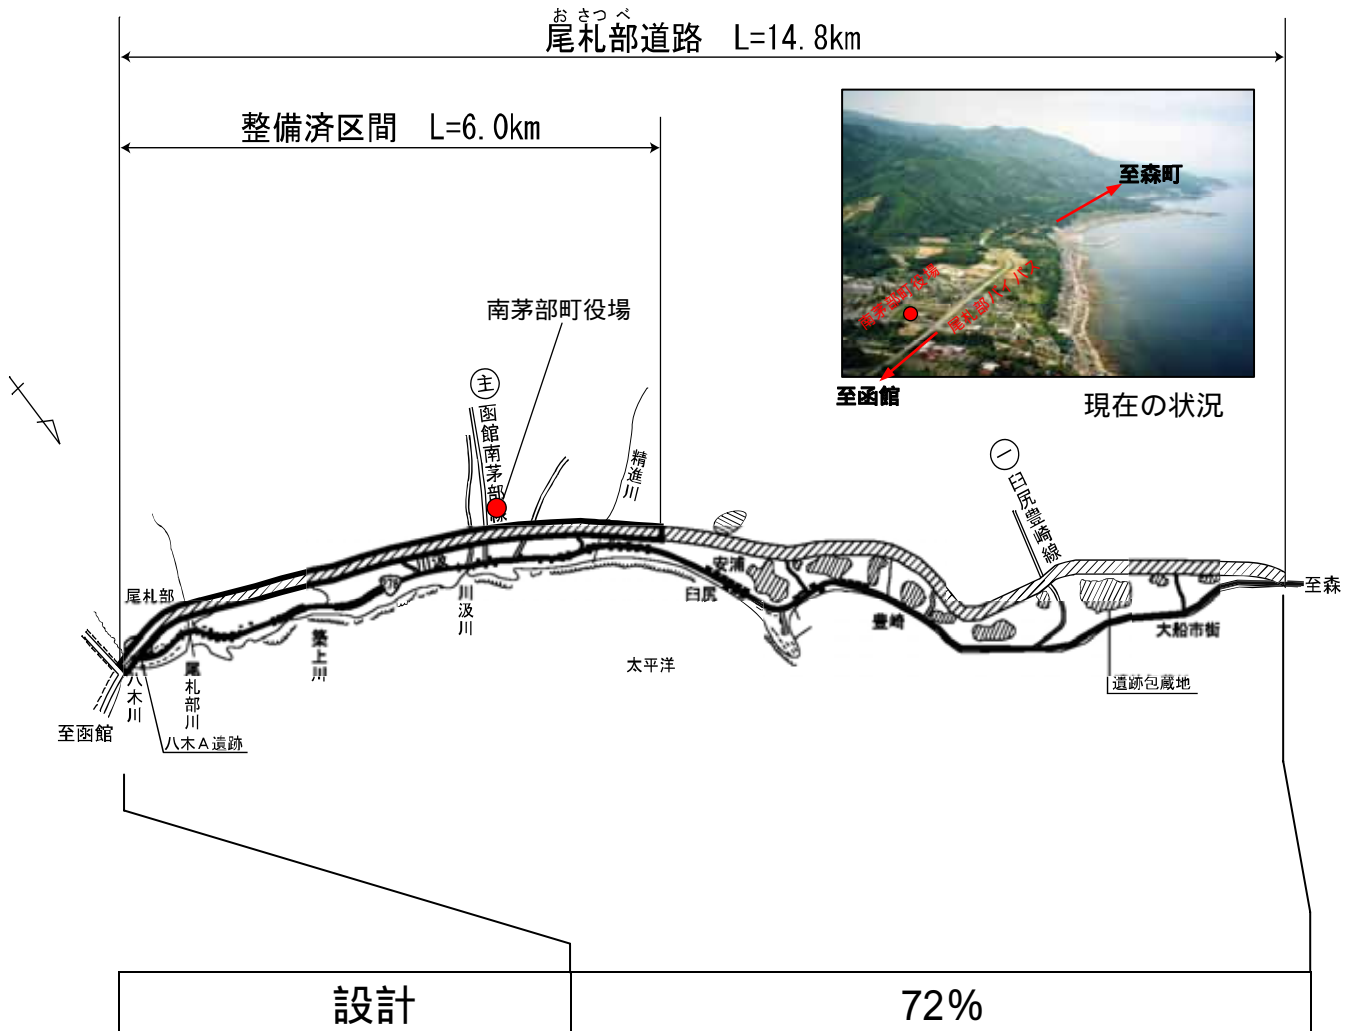 おさつべ
尾札部道路　L=14.8km
整備済区間　L=6.0km
至森町
南茅部町役場
尾札部バイパス
至函館
現在の状況
南茅部町役場
主
函館南茅部線
精進川
一
臼尻豊崎線
尾札部
川汲
278
川汲川
安浦
臼尻
豊崎
大船市街
至森
八木川
尾札部川
築上川
太平洋
遺跡包蔵地
至函館
八木A遺跡
設計
72%